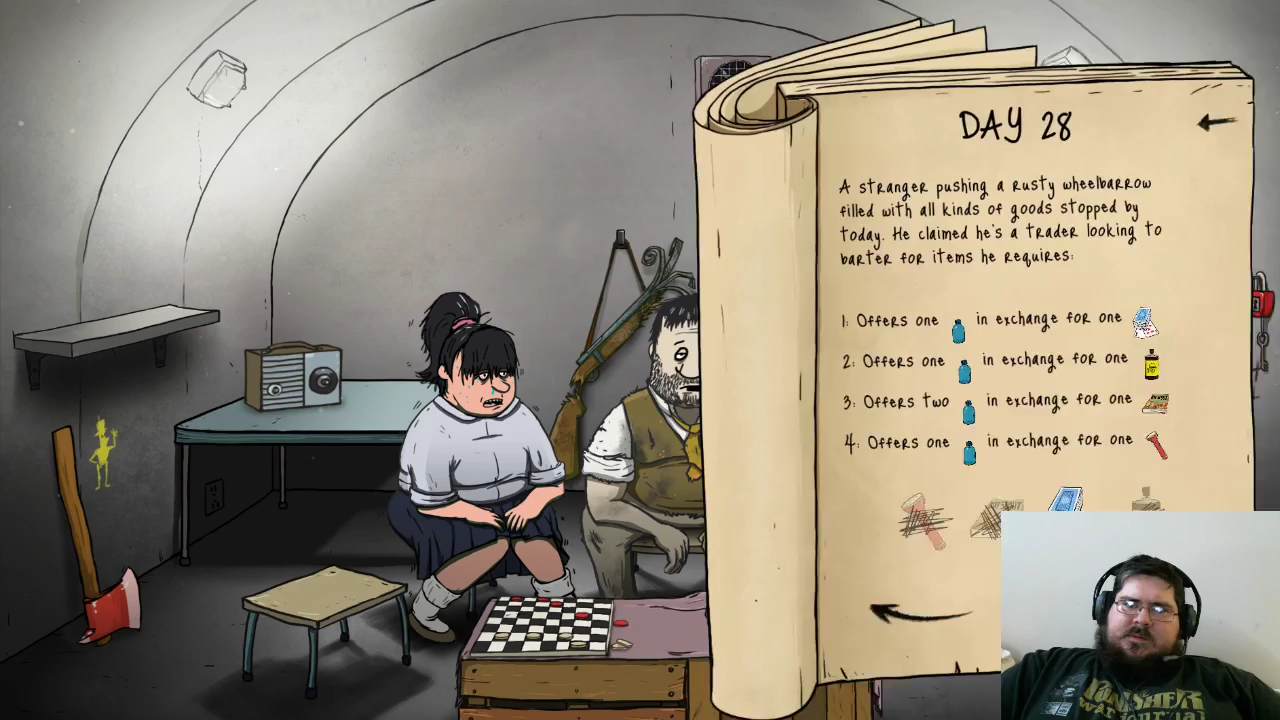 DAY 28
A stranger pushing a rusty wheelbarrow
filled with all kinds of goods stopped by
today. He claimed he's a trader looking to
barter for items he requires:
1: Offers one in exchange for one
2: Offers one in exchange for one
3: Offers two in exchange for one
4: Offers one in exchange for one
PUNISHER